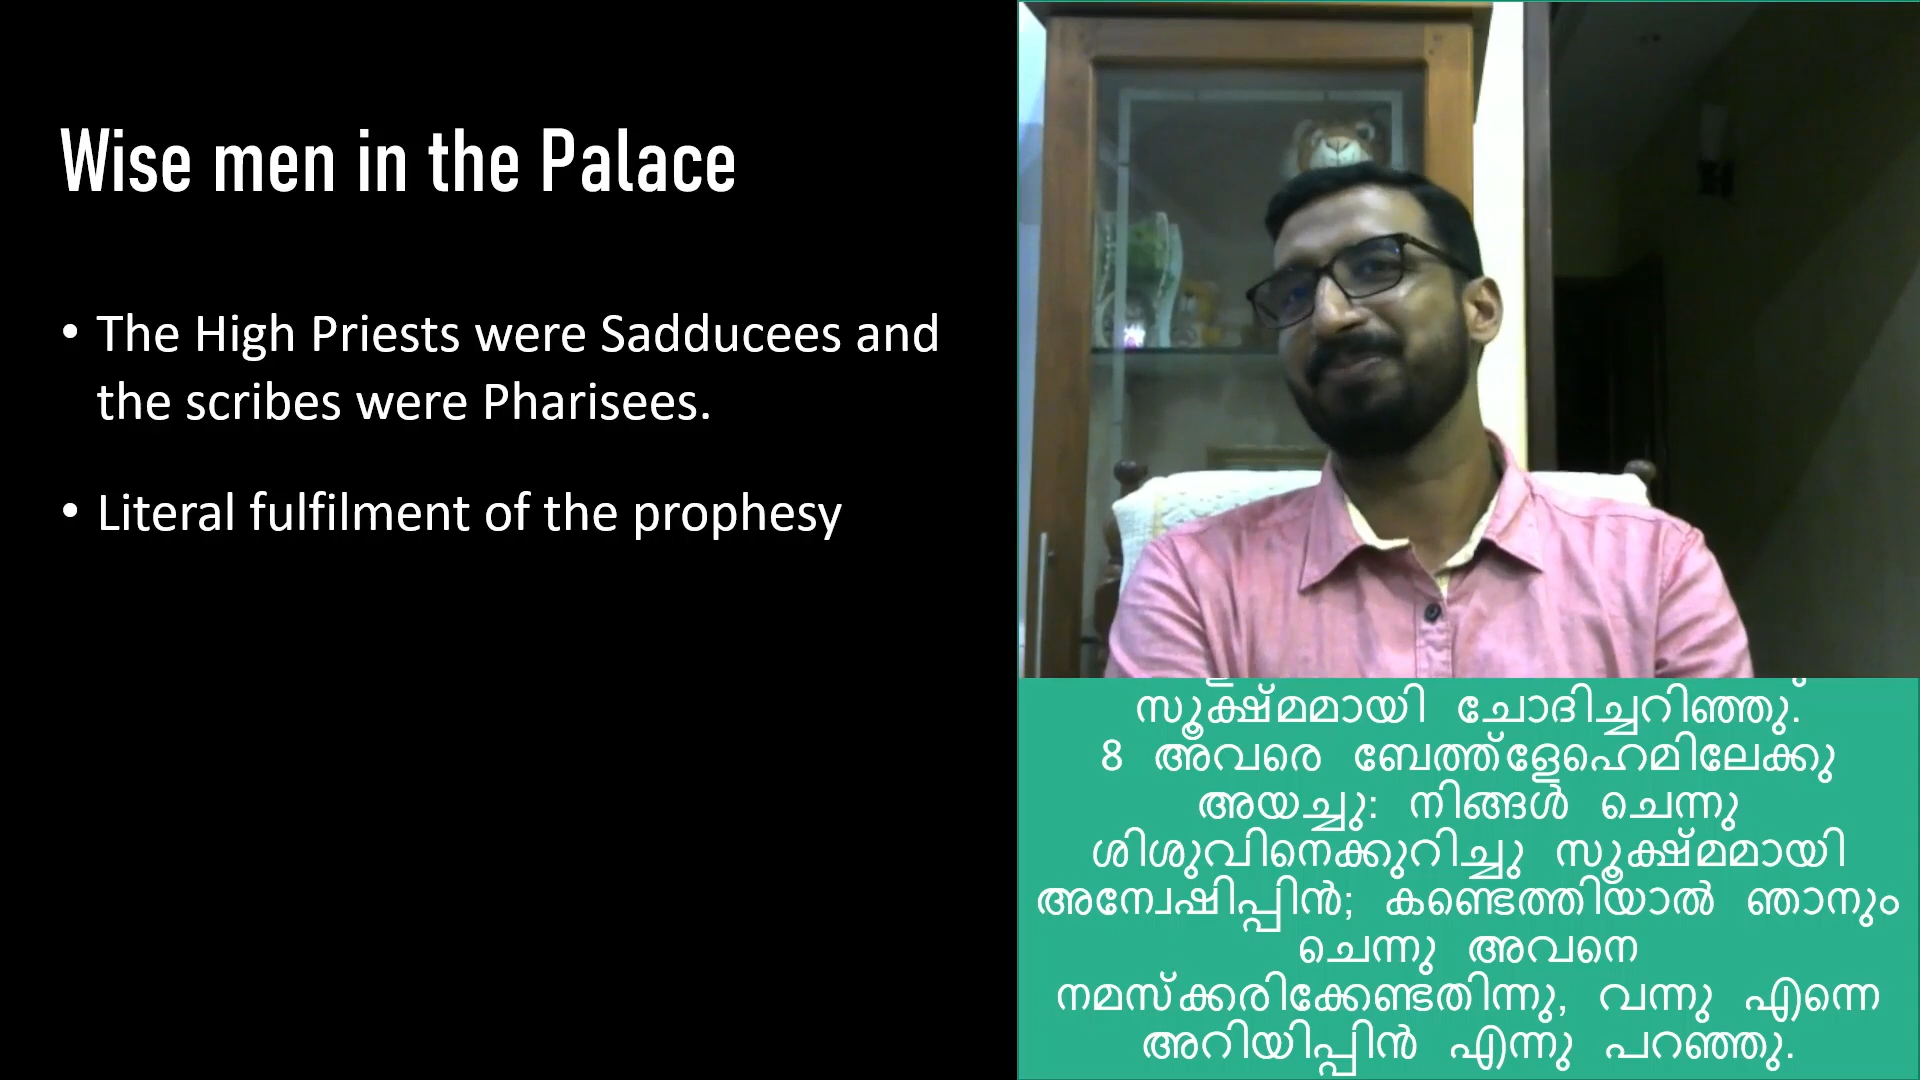 Wise men in the Palace
• The High Priests were Sadducees and
the scribes were Pharisees.
• Literal fulfilment of the prophesy
സൂക്ഷ്മമായി ചോദിച്ചറിഞ്ഞു.
8 അവരെ ബേത്ത്ളേഹെമിലേക്കു
അയച്ചു: നിങ്ങൾ ചെന്നു
ശിശുവിനെക്കുറിച്ചു സൂക്ഷ്മമായി
അന്വേഷിപ്പിൻ; കണ്ടെത്തിയാൽ ഞാനും
ചെന്നു അവനെ
നമസ്ക്കരിക്കേണ്ടതിന്നു, വന്നു എന്നെ
അറിയിപ്പിൻ എന്നു പറഞ്ഞു.